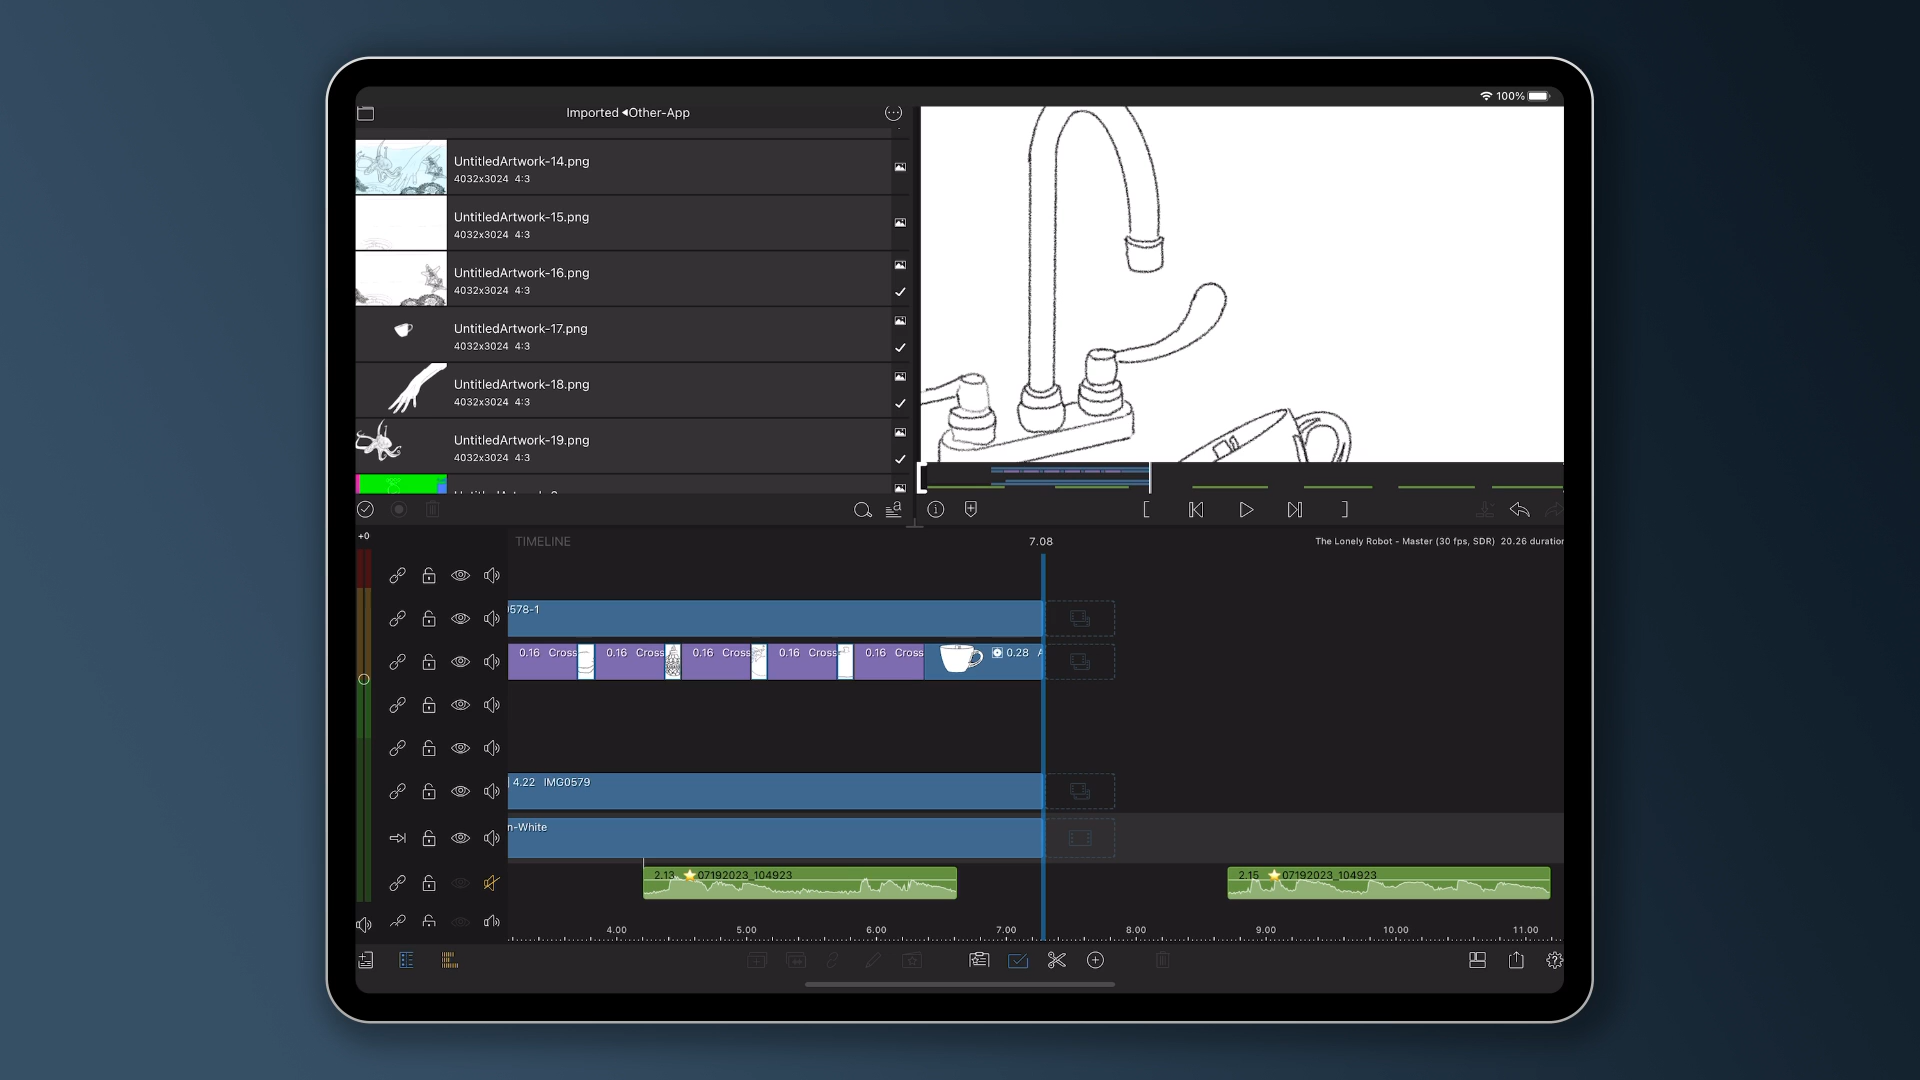 100%
Imported ◂Other-App
UntitledArtwork-14.png
4032x3024 4:3
UntitledArtwork-15.png
4032x3024 4:3
UntitledArtwork-16.png
4032x3024 4:3
UntitledArtwork-17.png
4032x3024 4:3
UntitledArtwork-18.png
4032x3024 4:3
UntitledArtwork-19.png
4032x3024 4:3
+0
TIMELINE
7.08
The Lonely Robot - Master (30 fps, SDR) 20.26 duration
578-1
0.16 Cross
0.16 Cross
0.16 Cross
0.16 Cross
0.16 Cross
0.28
4.22 IMG0579
n-White
2.13 ⭐07192023_104923
2.15 ⭐07192023_104923
4.00 5.00 6.00 7.00 8.00 9.00 10.00 11.00